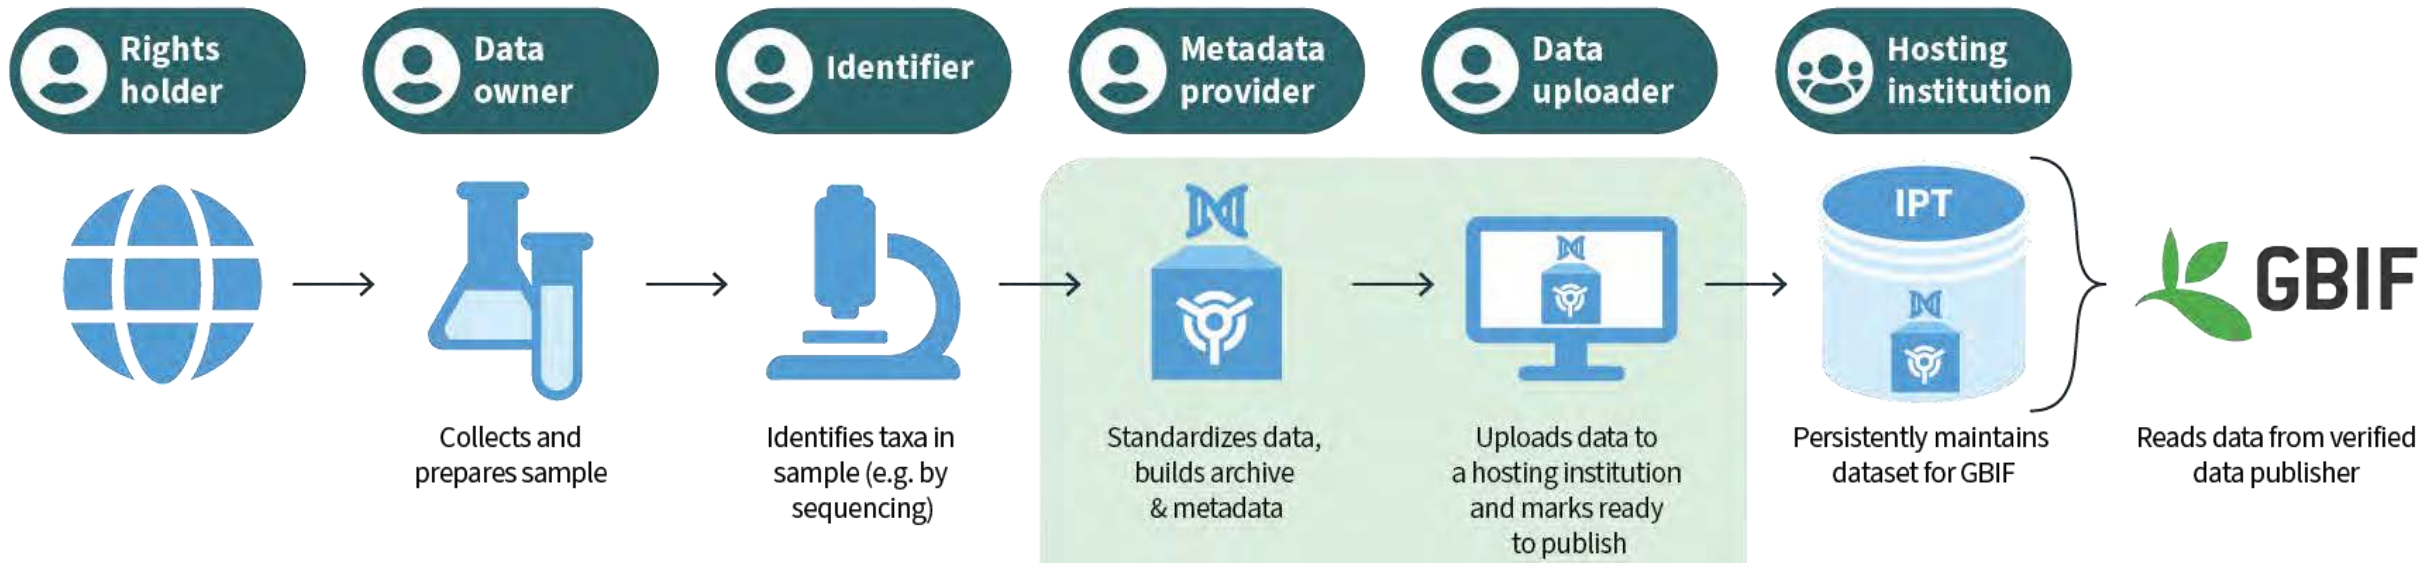 Rights
holder
Data
owner
Identifier
Metadata
provider
Data
uploader
Hosting
institution
IPT
GBIF
Collects and
prepares sample
Identifies taxa in
sample (e.g. by
sequencing)
Standardizes data,
builds archive
& metadata
Uploads data to
a hosting institution
and marks ready
to publish
Persistently maintains
dataset for GBIF
Reads data from verified
data publisher